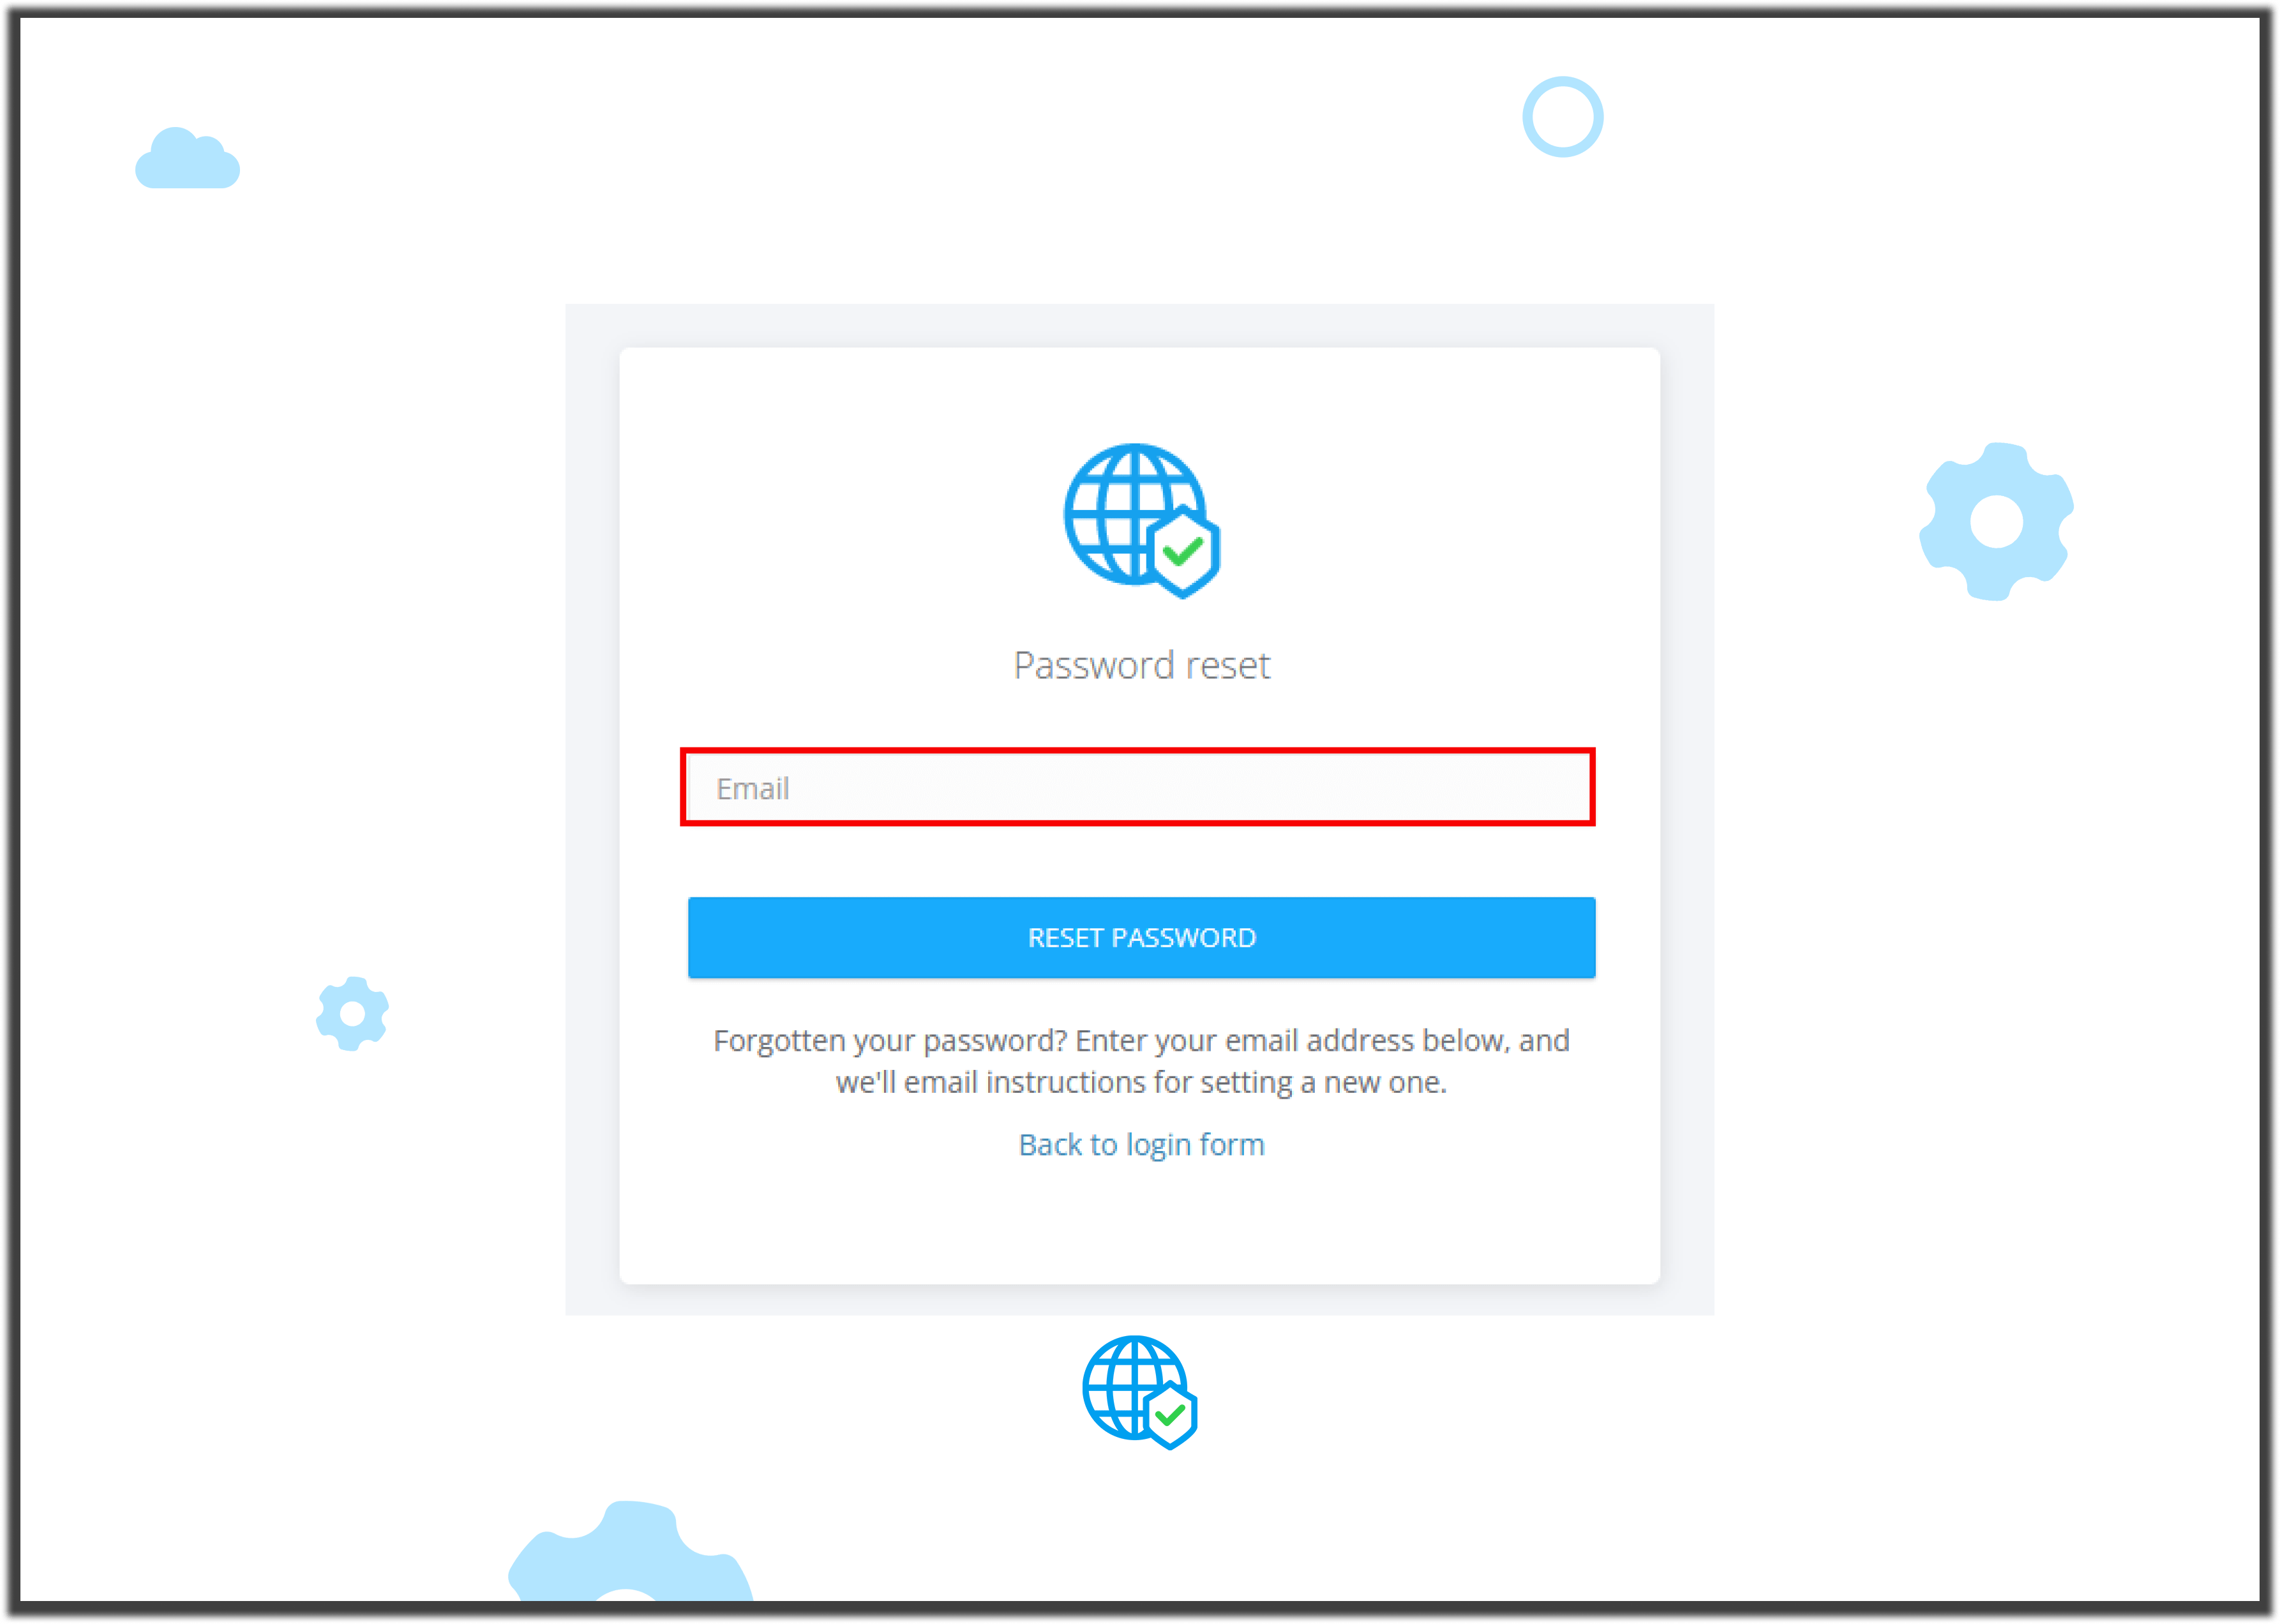 Password reset
Email
RESET PASSWORD
Forgotten your password? Enter your email address below, and
we'll email instructions for setting a new one.
Back to login form